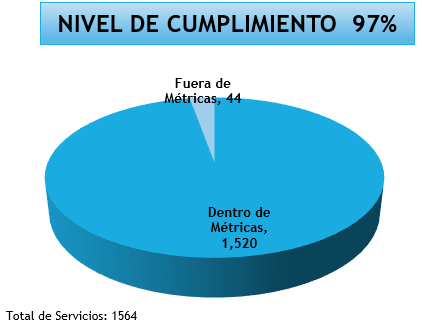 NIVEL DE CUMPLIMIENTO  97%
Fuera de
Métricas, 44
Dentro de
Métricas,
1,520
Total de Servicios: 1564